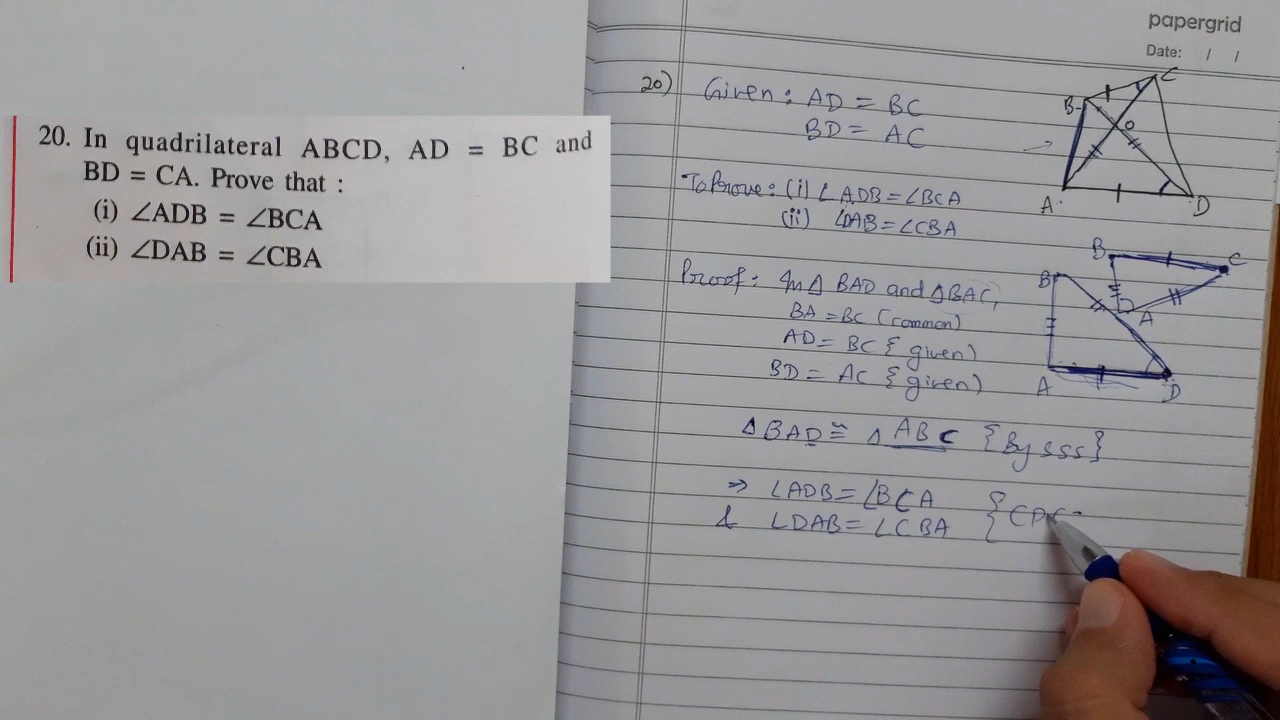 20. In quadrilateral ABCD, AD = BC and
BD = CA. Prove that :
(i) ∠ADB = ∠BCA
(ii) ∠DAB = ∠CBA
papergrid
Date: / /
20) Given: AD = BC
BD = AC
To Prove: (i) ∠ADB = ∠BCA
(ii) ∠DAB = ∠CBA
Proof: In Δ BAD and Δ BAC,
BA = BC (common)
AD = BC { given)
BD = AC { given)
Δ BAD ≅ Δ ABC {By SSS}
⇒ ∠ADB = ∠BCA
& ∠DAB = ∠CBA { CPC
B C
O
A D
B C
B A
A D